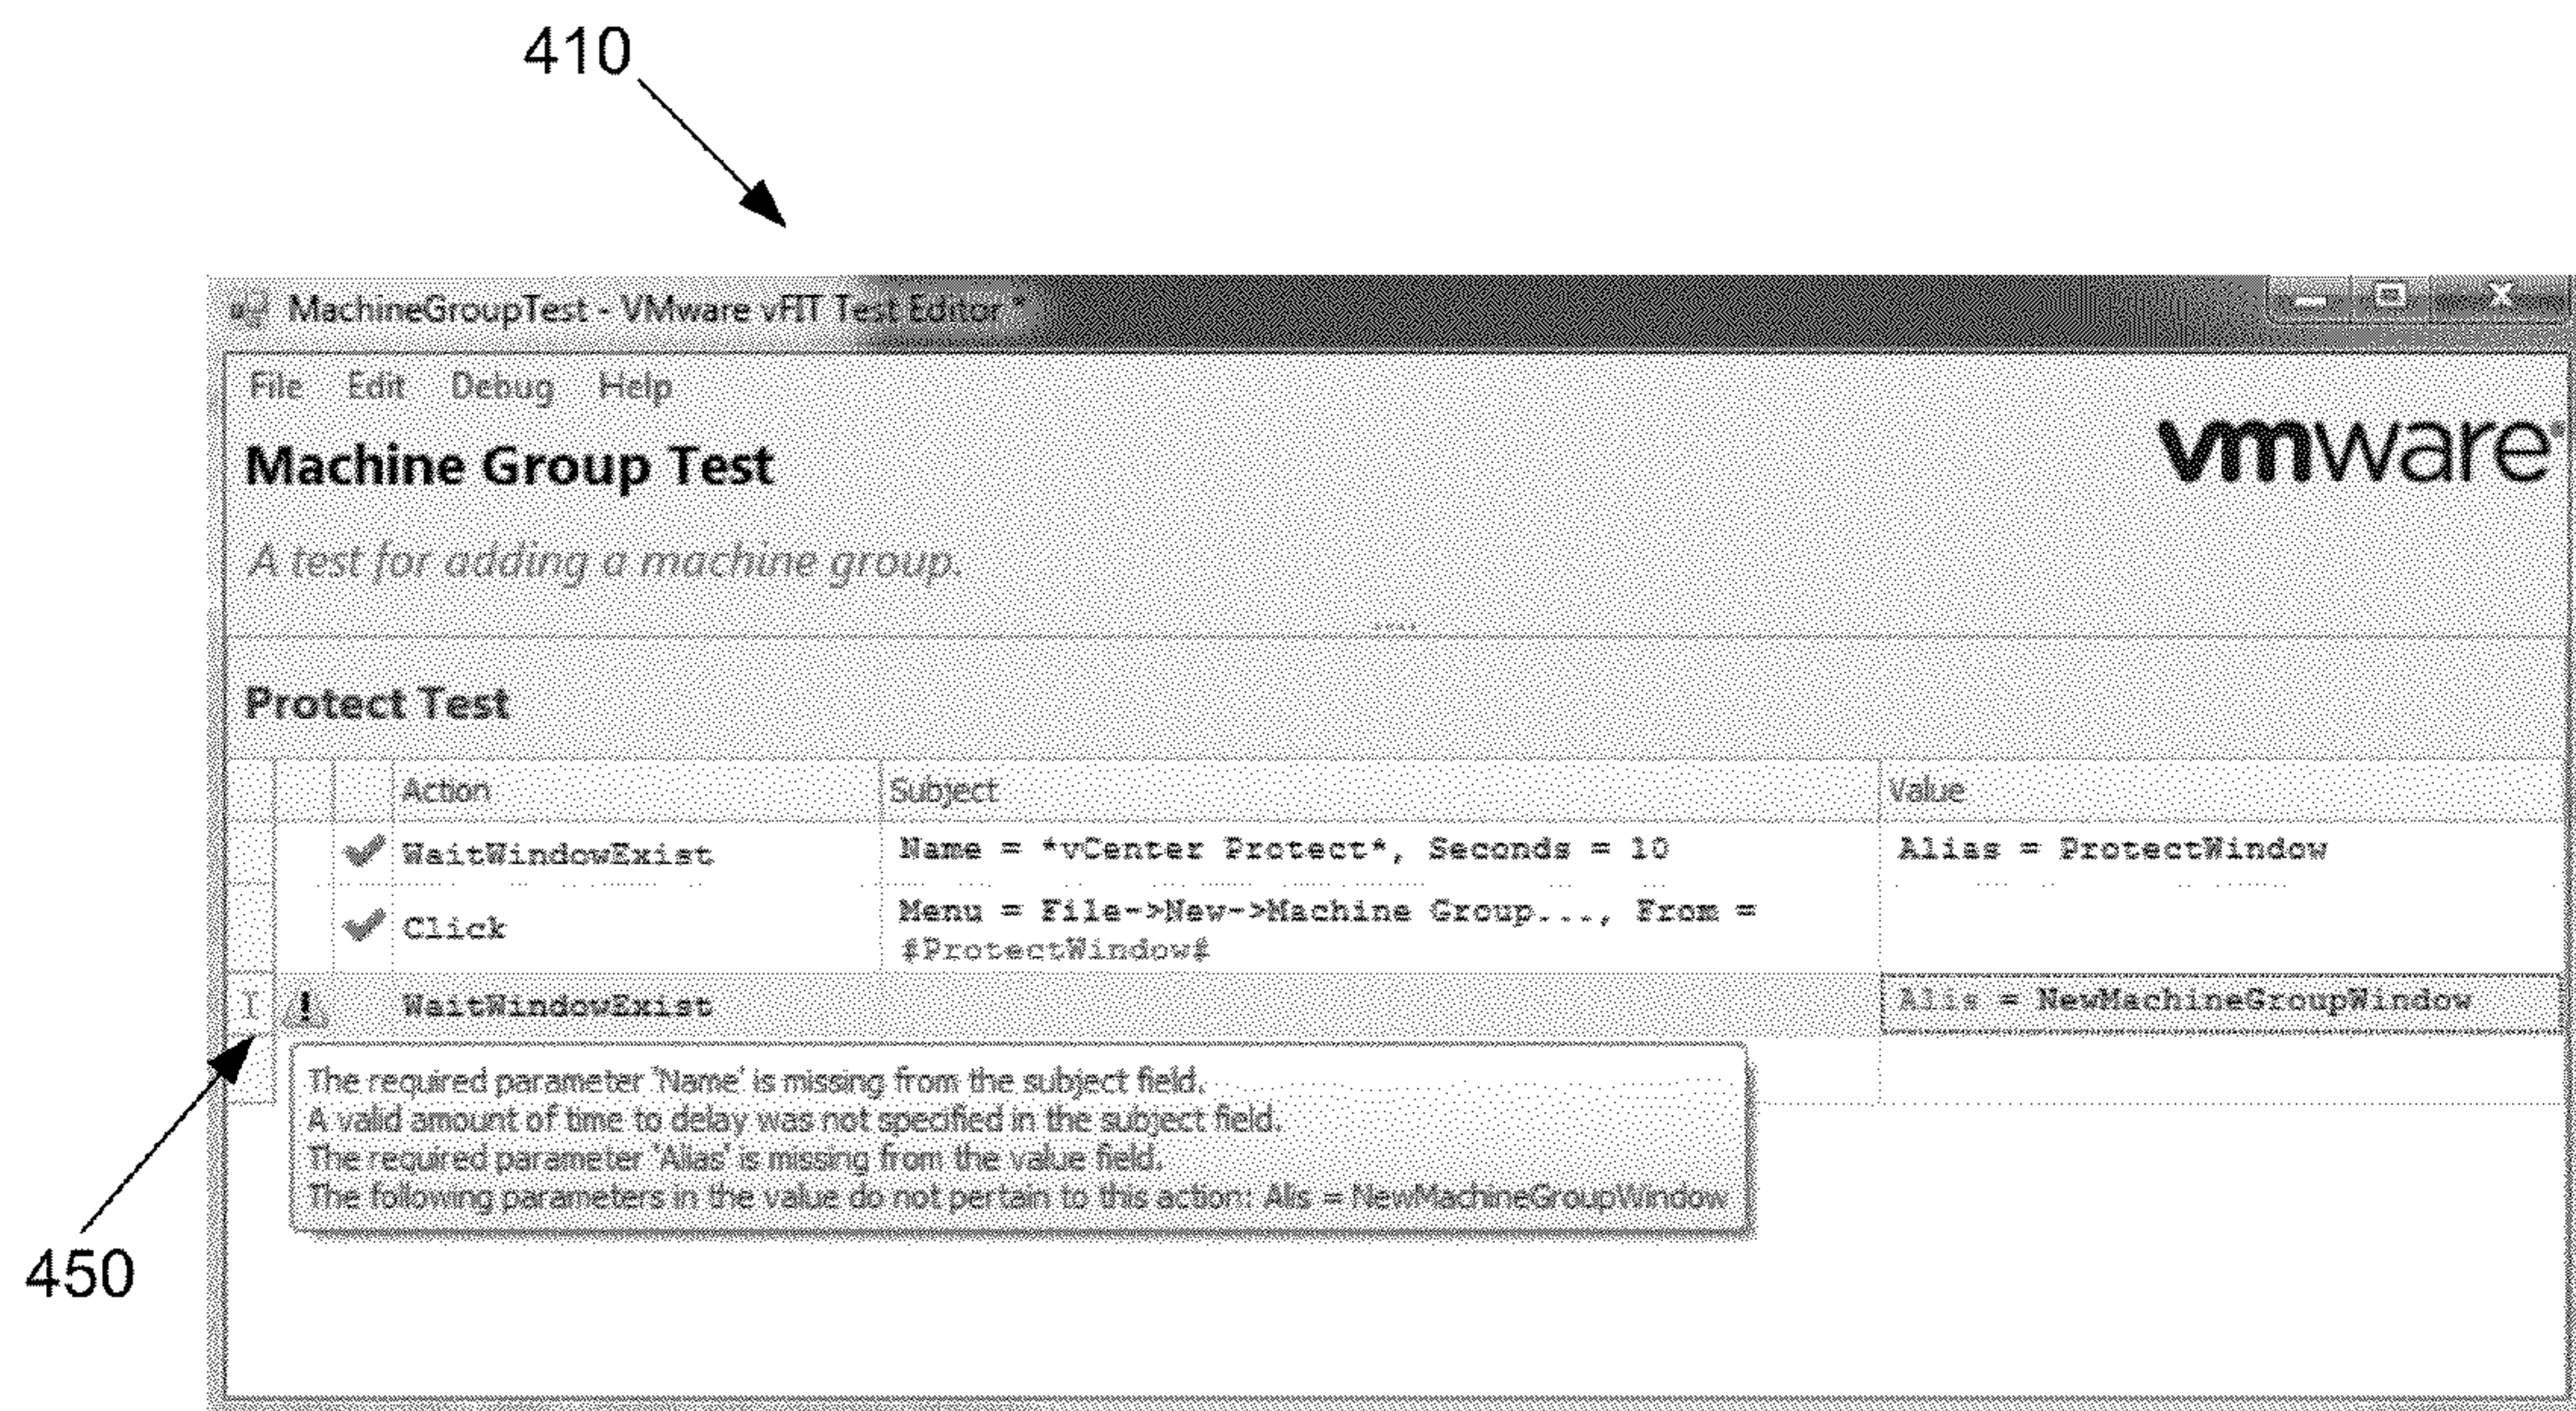 410
MachineGroupTest - VMware vFIT Test Editor *
File Edit Debug Help
Machine Group Test
vmware®
A test for adding a machine group.
Protect Test
Action Subject Value
WaitWindowExist Name = *vCenter Protect*, Seconds = 10 Alias = ProtectWindow
Click Menu = File->New->Machine Group..., From =
#ProtectWindow#
WaitWindowExist Alis = NewMachineGroupWindow
The required parameter 'Name' is missing from the subject field.
A valid amount of time to delay was not specified in the subject field.
The required parameter 'Alias' is missing from the value field.
The following parameters in the value do not pertain to this action: Alis = NewMachineGroupWindow
450